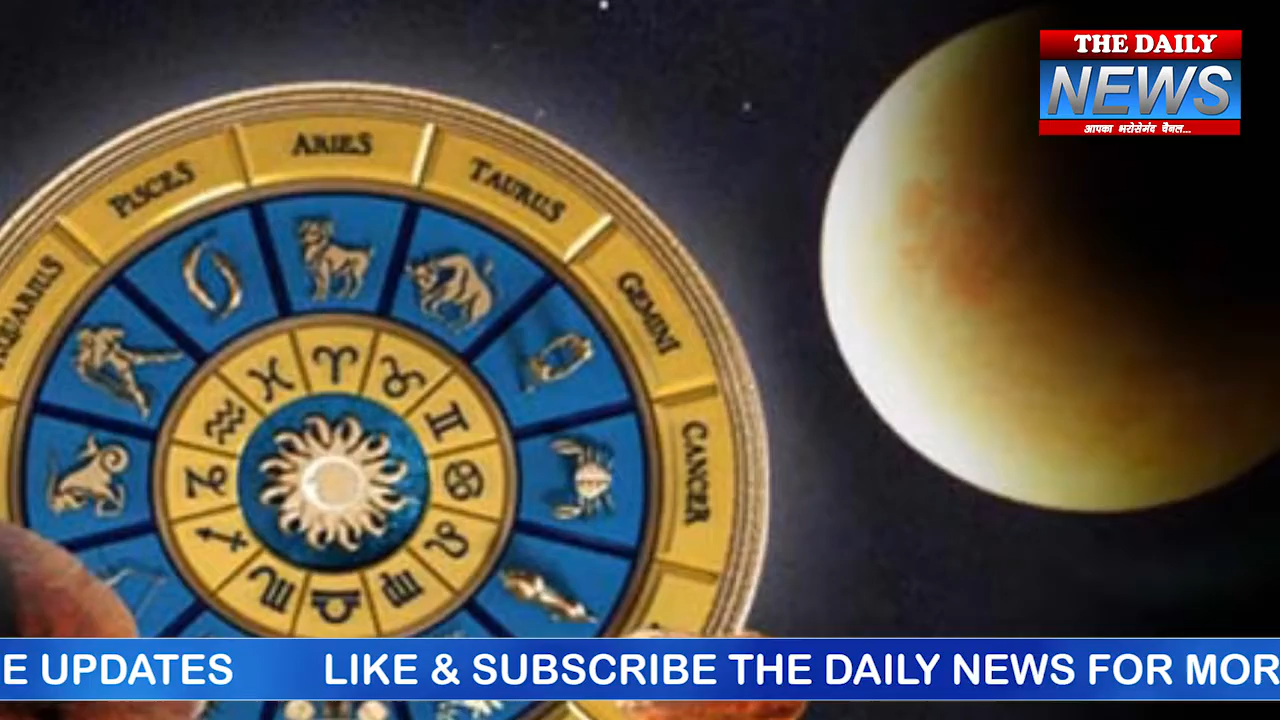 THE DAILY
NEWS
आपका भरोसेमंद चैनल...
ARIES
PISCES
TAURUS
AQUARIUS
GEMINI
CANCER
E UPDATES LIKE & SUBSCRIBE THE DAILY NEWS FOR MOR